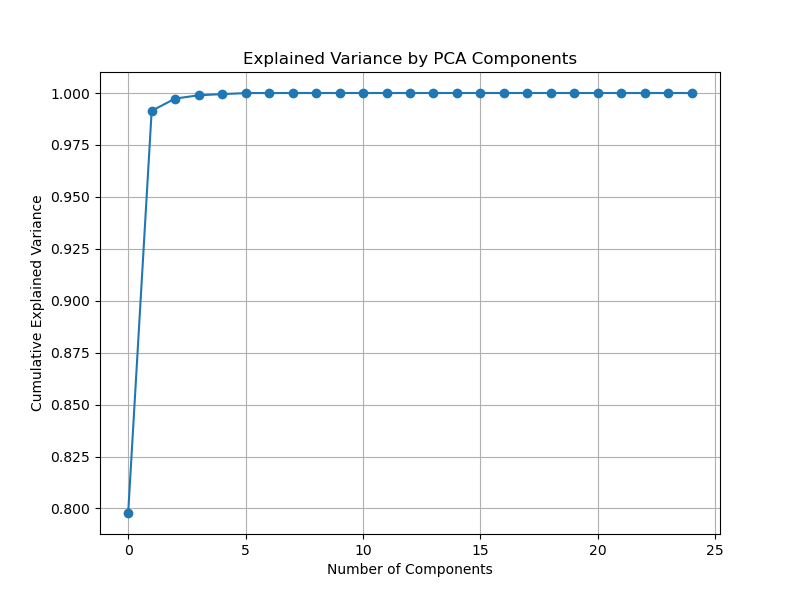 Explained Variance by PCA Components
1.000
0.975
0.950
0.925
0.900
0.875
0.850
0.825
0.800
Cumulative Explained Variance
0 5 10 15 20 25
Number of Components